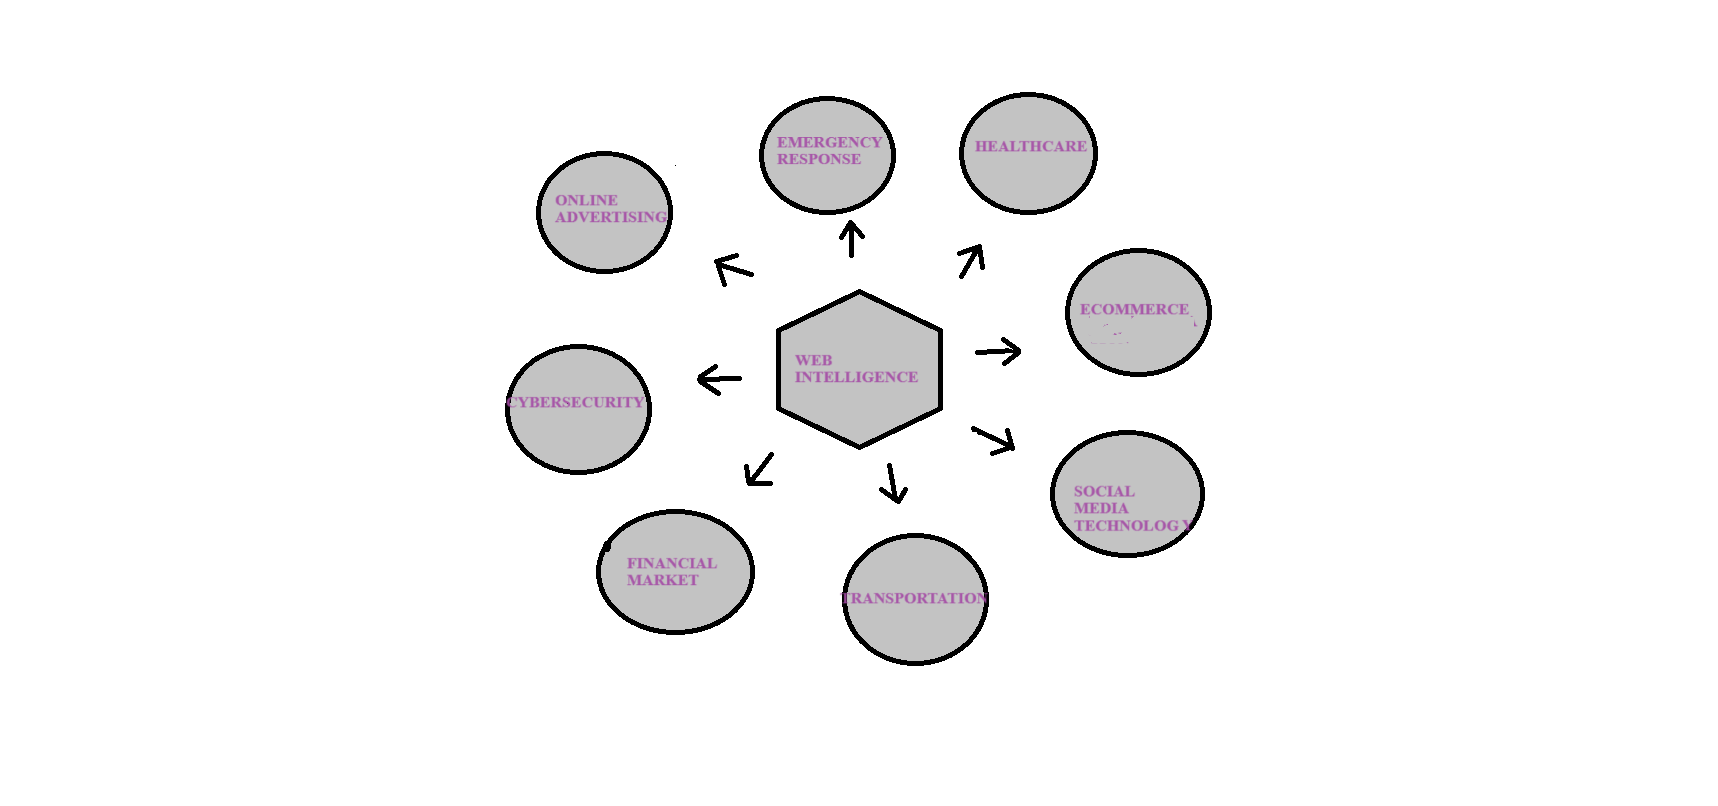 EMERGENCY
RESPONSE
HEALTHCARE
ONLINE
ADVERTISING
ECOMMERCE
WEB
INTELLIGENCE
CYBERSECURITY
SOCIAL
MEDIA
TECHNOLOGY
FINANCIAL
MARKET
TRANSPORTATION